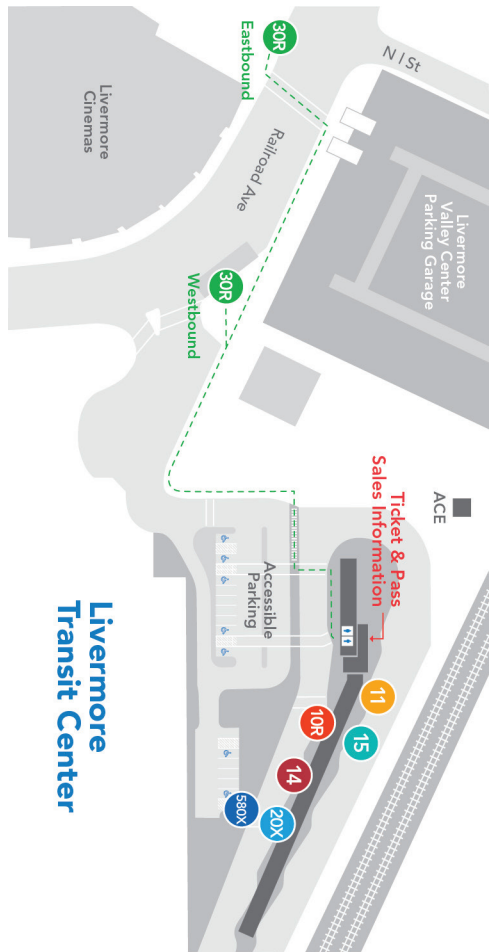 N I St
30R
Eastbound
Railroad Ave
Livermore
Cinemas
Livermore
Valley Center
Parking Garage
30R
Westbound
ACE
Ticket & Pass
Sales Information
Accessible
Parking
11
15
10R
14
20X
580X
Livermore
Transit Center